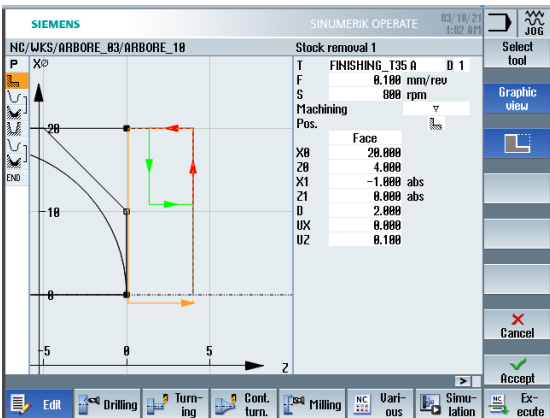 SIEMENS
SINUMERIK OPERATE
03/18/21
1:02 AM
JOG
NC/WKS/ARBORE_03/ARBORE_10
Stock removal 1
Select
tool
P
XØ
T FINISHING_T35 A D 1
F 0.100 mm/rev
S 800 rpm
Machining ▽
Pos.
Face
X0 20.000
Z0 4.000
X1 -1.000 abs
Z1 0.000 abs
D 2.000
UX 0.000
UZ 0.100
Graphic
view
END
20
10
0
-5 0 5
Z
Cancel
Accept
>
Edit
Drilling
Turn-
ing
Cont.
turn.
Milling
NC
Vari-
ous
Simu-
lation
NC
Ex-
ecute